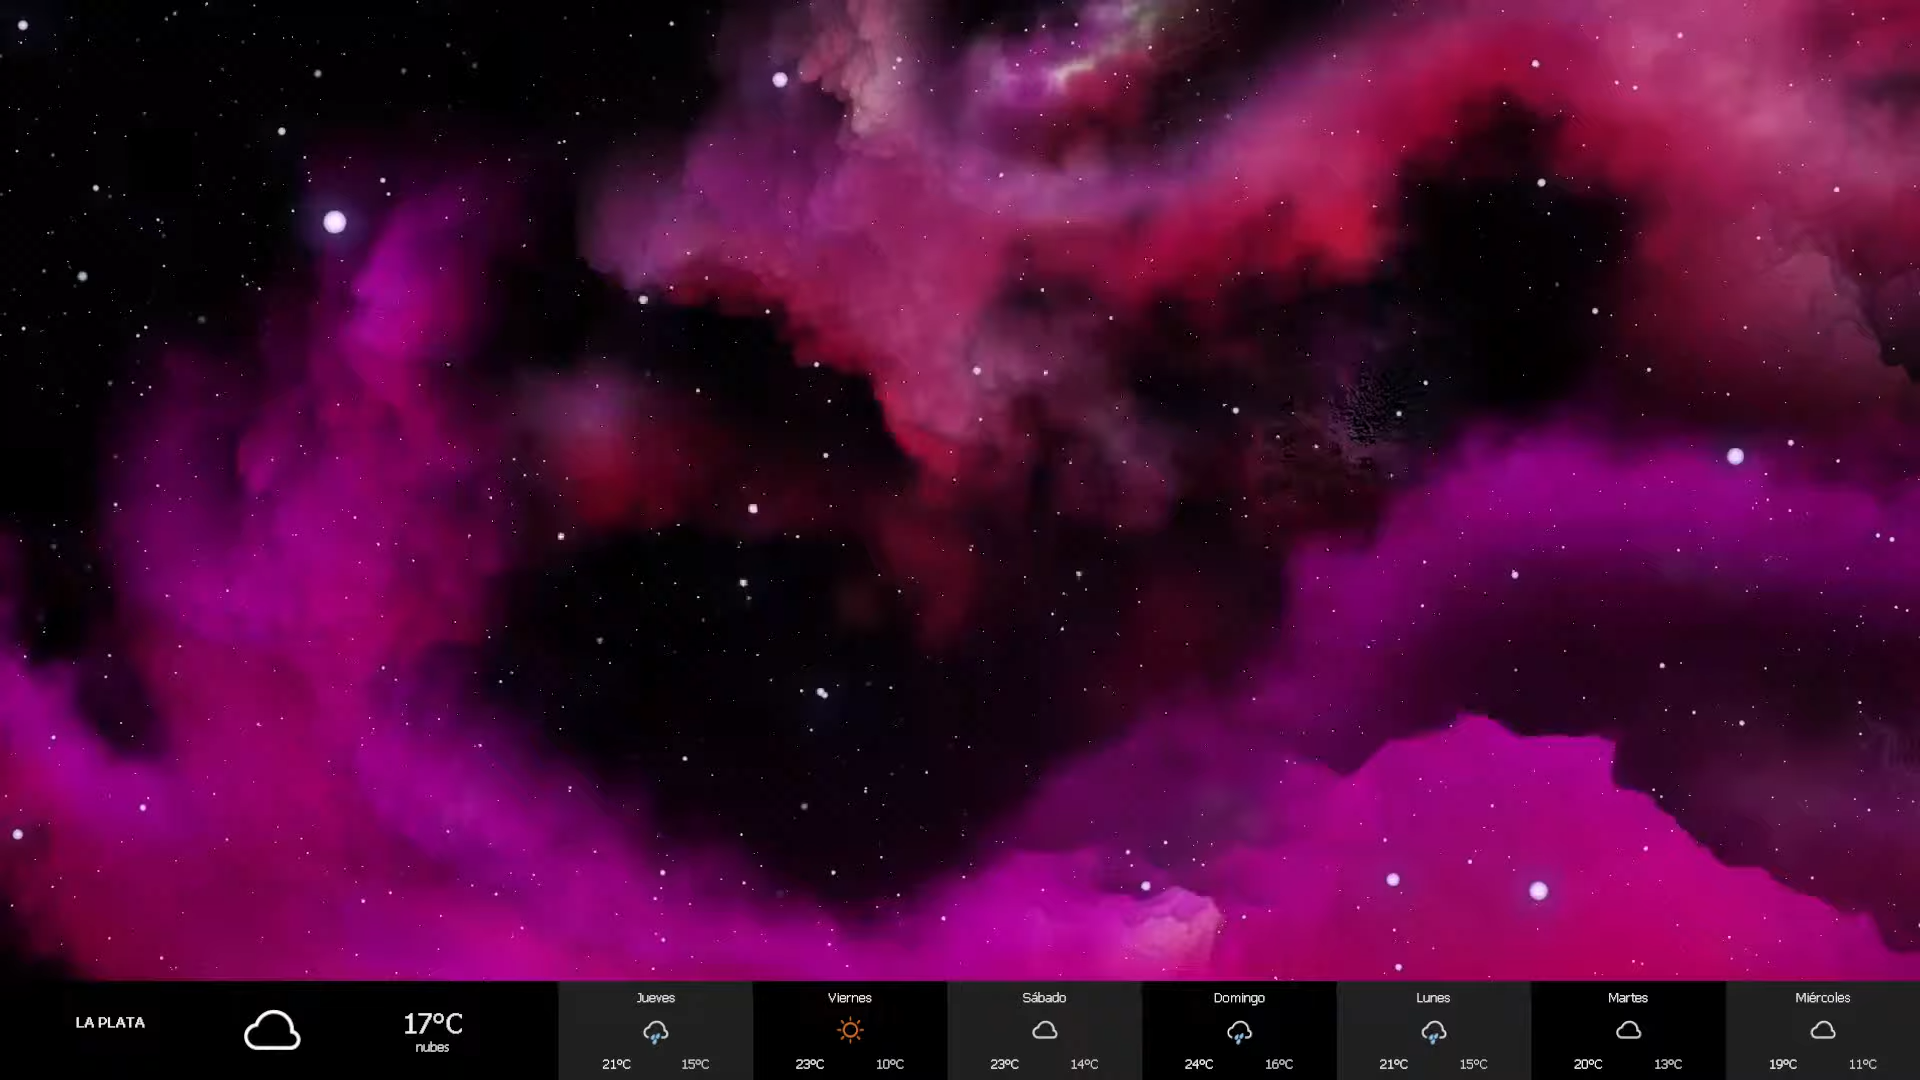 LA PLATA
17°C
nubes
Jueves
21°C 15°C
Viernes
23°C 10°C
Sábado
23°C 14°C
Domingo
24°C 16°C
Lunes
21°C 15°C
Martes
20°C 13°C
Miércoles
19°C 11°C